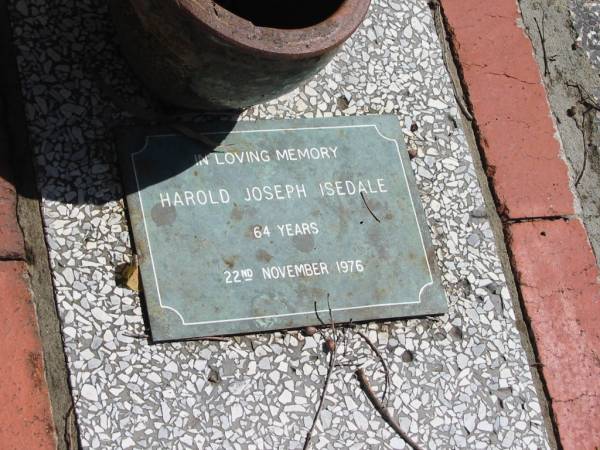 IN LOVING MEMORY
HAROLD JOSEPH ISEDALE
64 YEARS
22ND NOVEMBER 1976